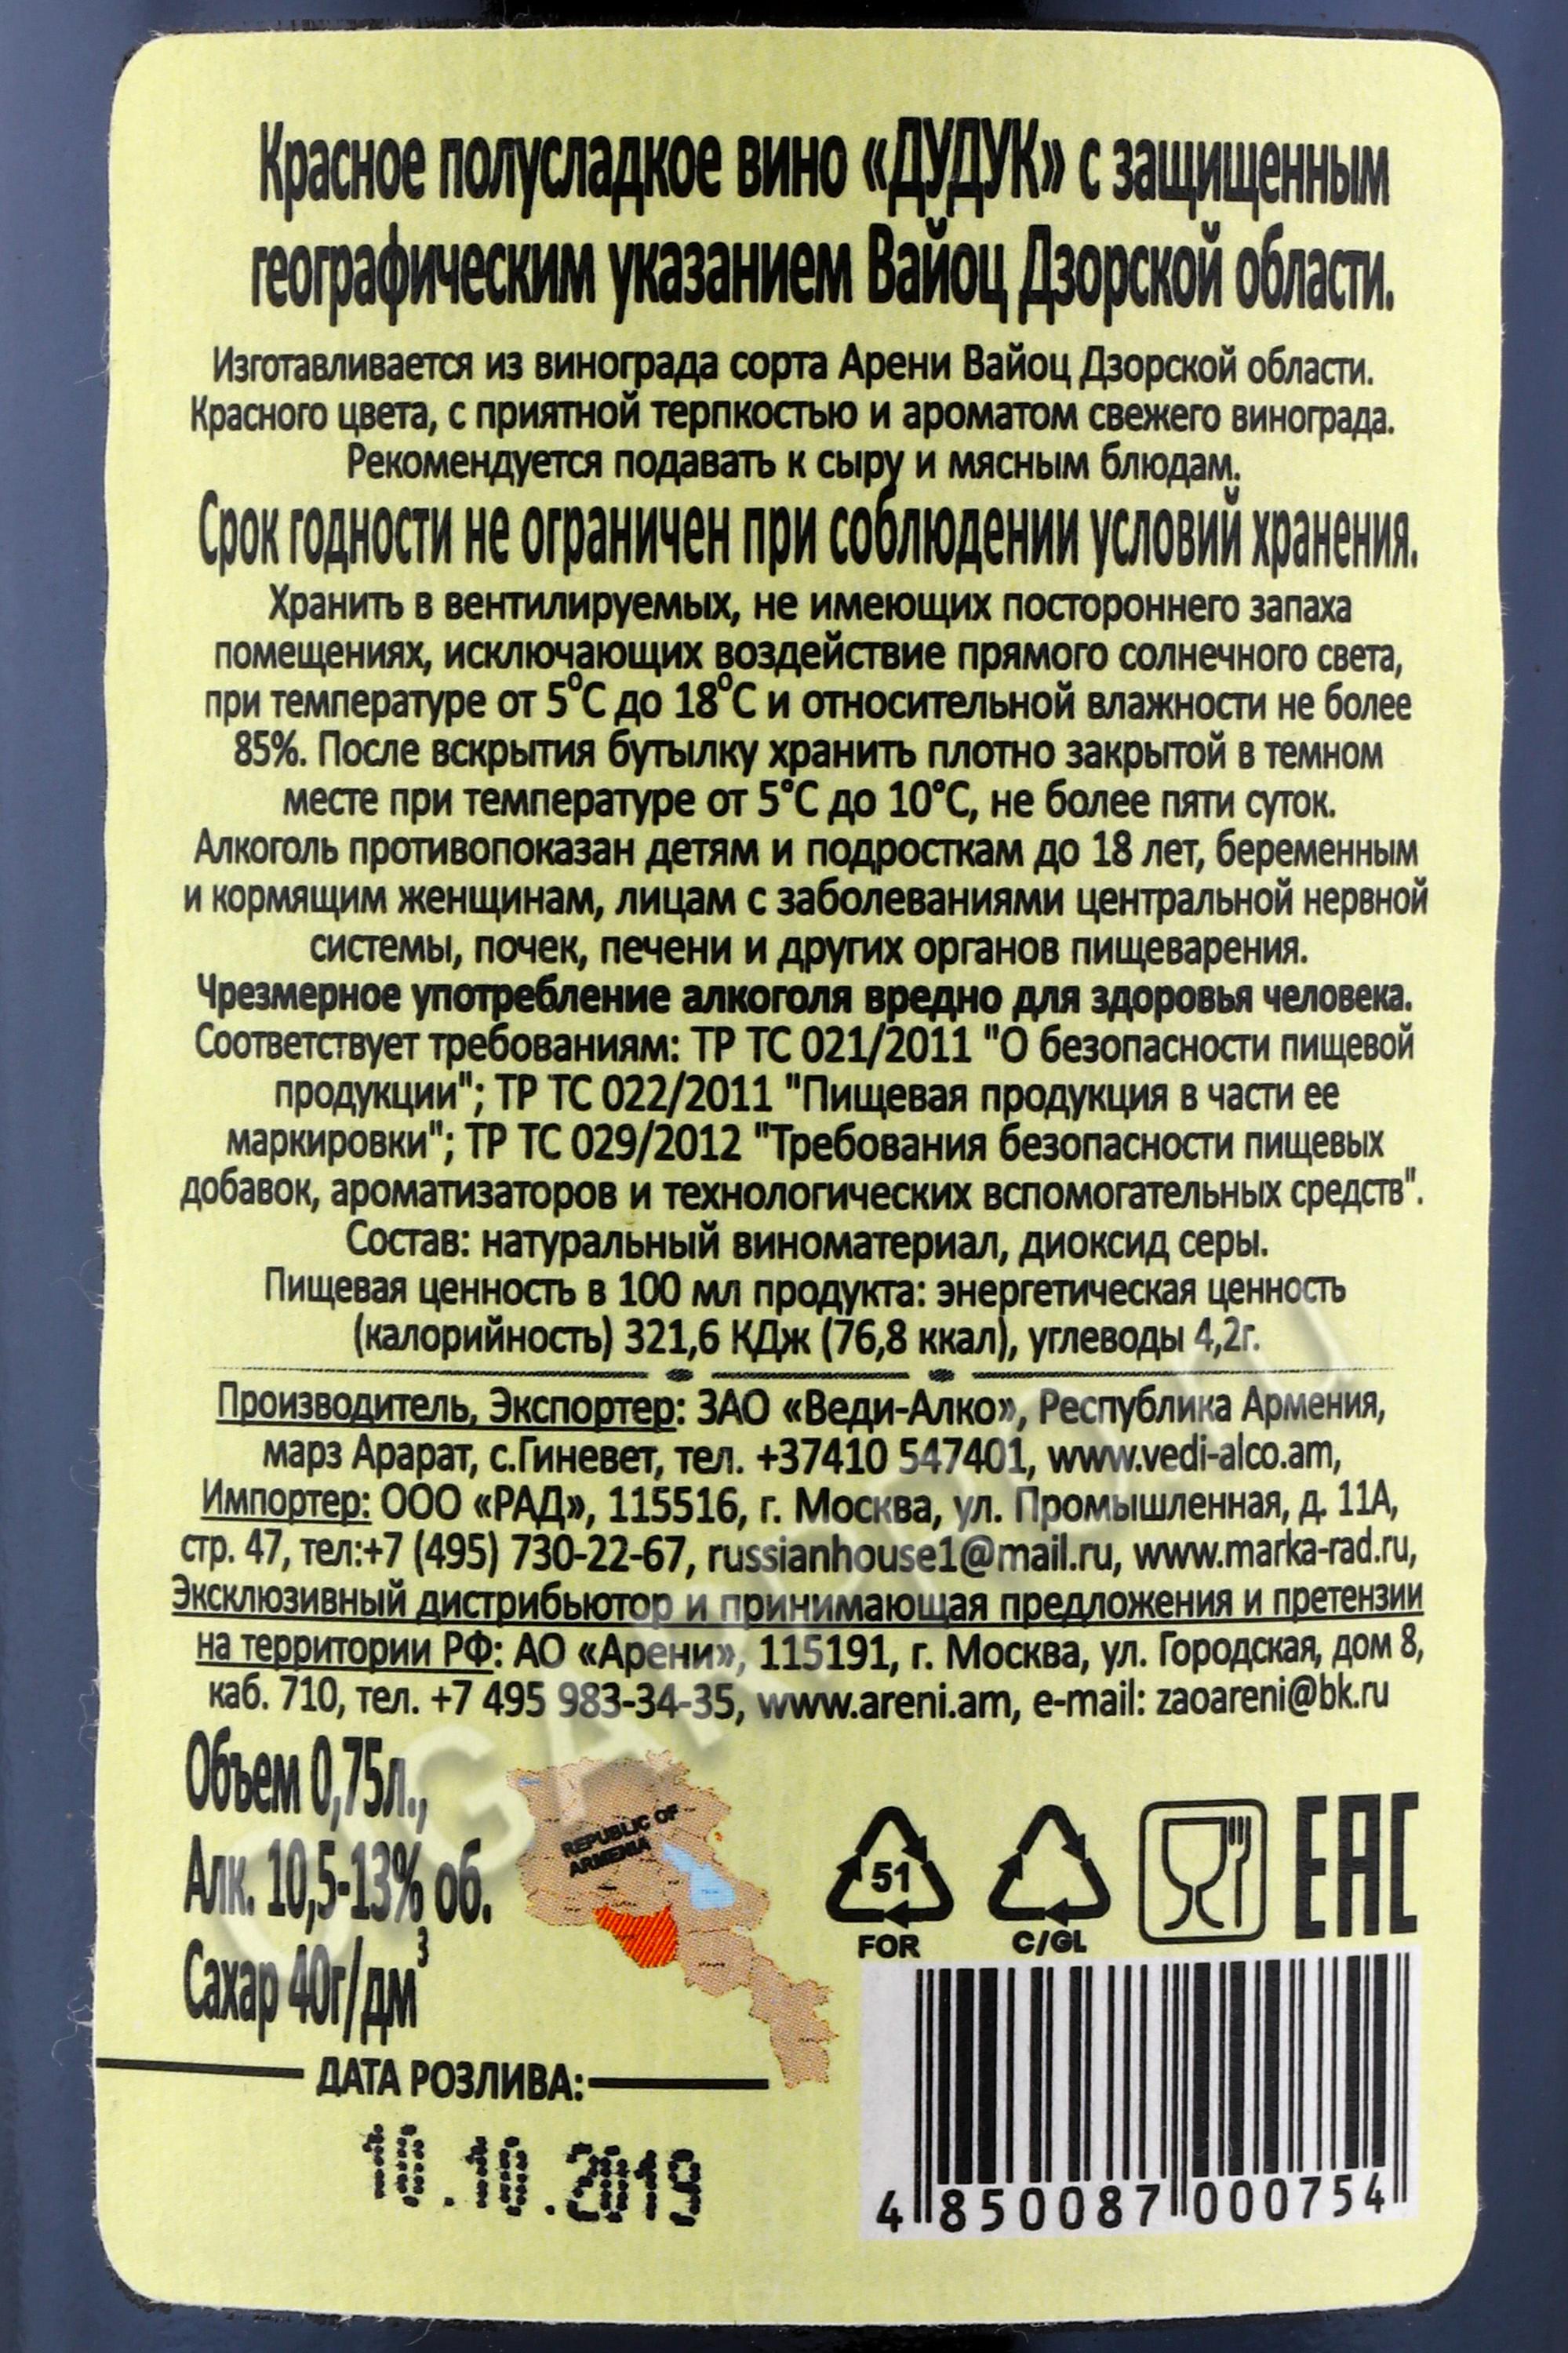 Красное полусладкое вино «ДУДУК» с защищенным
географическим указанием Вайоц Дзорской области.
Изготавливается из винограда сорта Арени Вайоц Дзорской области.
Красного цвета, с приятной терпкостью и ароматом свежего винограда.
Рекомендуется подавать к сыру и мясным блюдам.
Срок годности не ограничен при соблюдении условий хранения.
Хранить в вентилируемых, не имеющих постороннего запаха
помещениях, исключающих воздействие прямого солнечного света,
при температуре от 5°С до 18°С и относительной влажности не более
85%. После вскрытия бутылку хранить плотно закрытой в темном
месте при температуре от 5°С до 10°С, не более пяти суток.
Алкоголь противопоказан детям и подросткам до 18 лет, беременным
и кормящим женщинам, лицам с заболеваниями центральной нервной
системы, почек, печени и других органов пищеварения.
Чрезмерное употребление алкоголя вредно для здоровья человека.
Соответствует требованиям: ТР ТС 021/2011 "О безопасности пищевой
продукции"; ТР ТС 022/2011 "Пищевая продукция в части ее
маркировки"; ТР ТС 029/2012 "Требования безопасности пищевых
добавок, ароматизаторов и технологических вспомогательных средств".
Состав: натуральный виноматериал, диоксид серы.
Пищевая ценность в 100 мл продукта: энергетическая ценность
(калорийность) 321,6 КДж (76,8 ккал), углеводы 4,2г.
Производитель, Экспортер: ЗАО «Веди-Алко», Республика Армения,
марз Арарат, с.Гиневет, тел. +37410 547401, www.vedi-alco.am,
Импортер: ООО «РАД», 115516, г. Москва, ул. Промышленная, д. 11А,
стр. 47, тел:+7 (495) 730-22-67, russianhouse1@mail.ru, www.marka-rad.ru,
Эксклюзивный дистрибьютор и принимающая предложения и претензии
на территории РФ: АО «Арени», 115191, г. Москва, ул. Городская, дом 8,
каб. 710, тел. +7 495 983-34-35, www.areni.am, e-mail: zaoareni@bk.ru
Объем 0,75л.,
Алк. 10,5-13% об.
Сахар 40г/дм³
REPUBLIC OF
ARMENIA
51
FOR
C/GL
EAC
ДАТА РОЗЛИВА:
10.10.2019
4 850087 000754